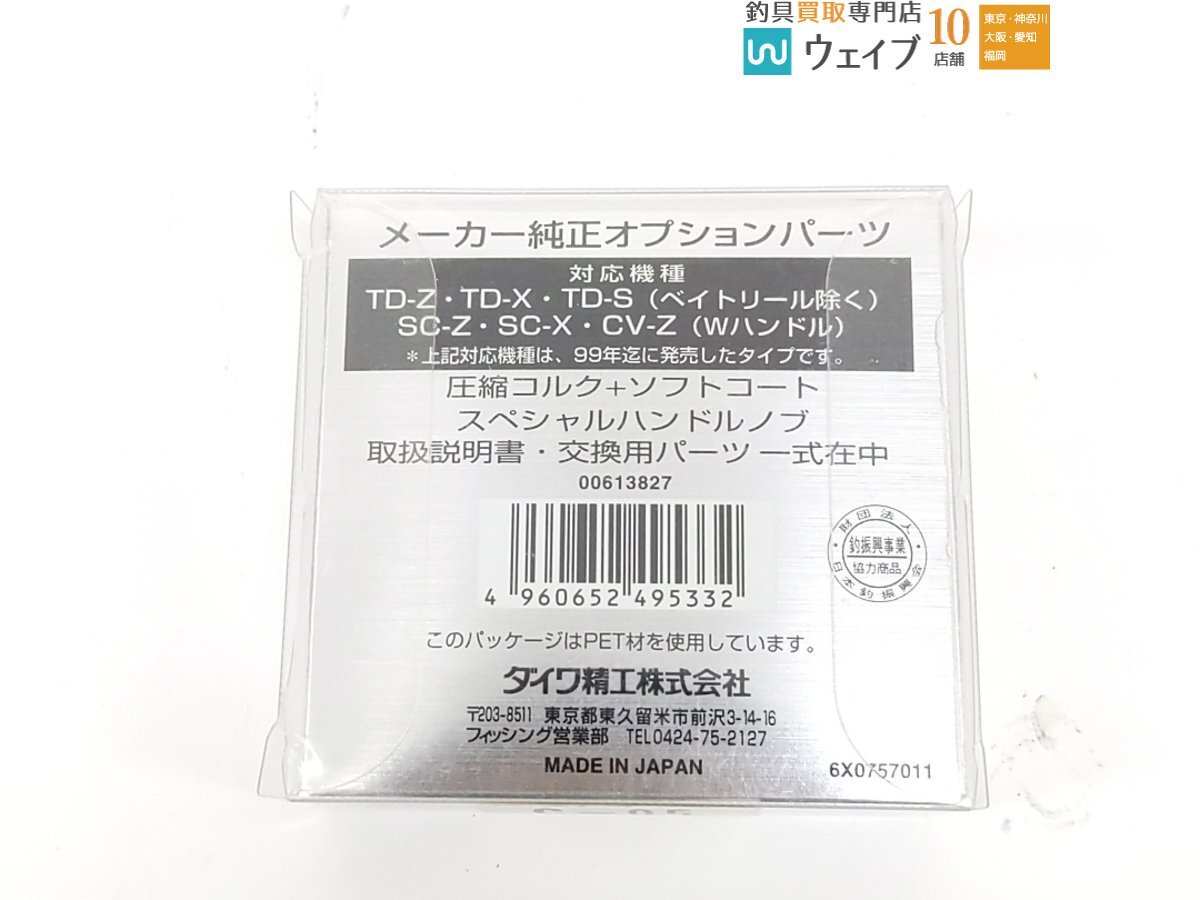 釣具買取専門店
ウェイブ
10
店舗
東京・神奈川
大阪・愛知
福岡
メーカー純正オプションパーツ
対応機種
TD-Z・TD-X・TD-S（ベイトリール除く）
SC-Z・SC-X・CV-Z（Wハンドル）
＊上記対応機種は、99年迄に発売したタイプです。
圧縮コルク+ソフトコート
スペシャルハンドルノブ
取扱説明書・交換用パーツ一式在中
00613827
4 960652 495332
財団法人
釣振興事業
協力商品
日本釣振興会
このパッケージはPET材を使用しています。
ダイワ精工株式会社
〒203-8511 東京都東久留米市前沢3-14-16
フィッシング営業部 TEL0424-75-2127
MADE IN JAPAN
6X0757011